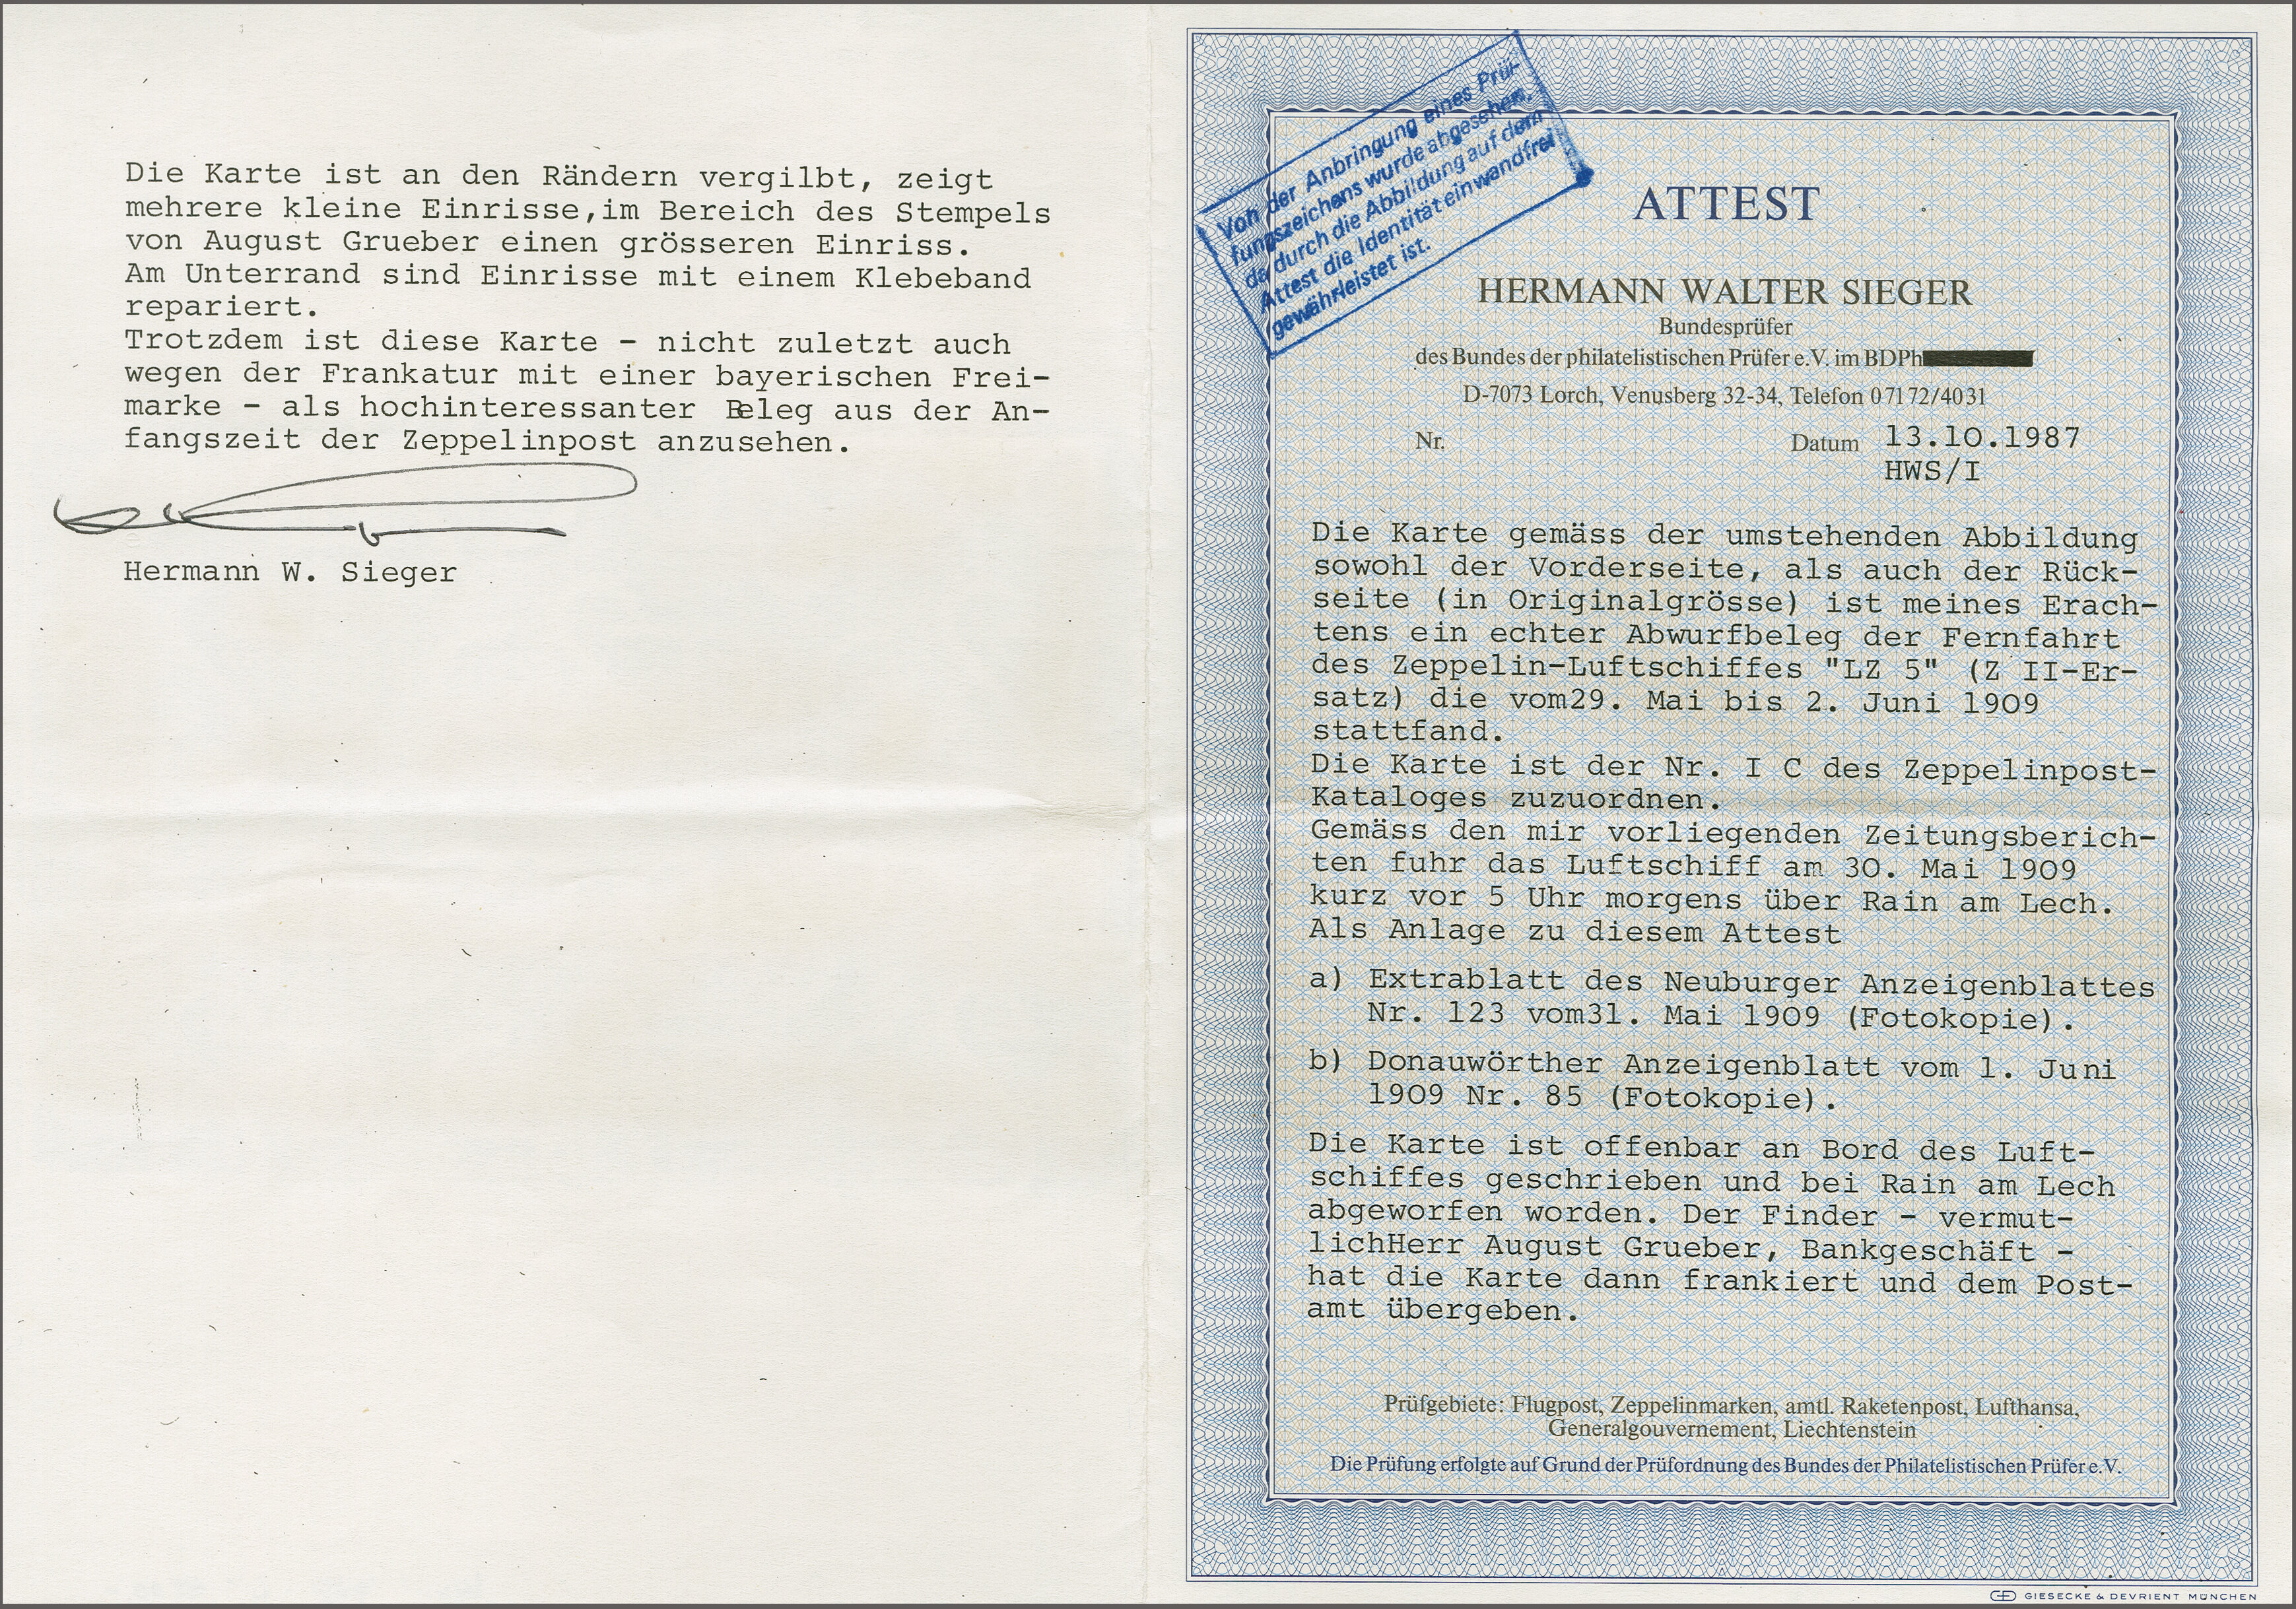 Die Karte ist an den Rändern vergilbt, zeigt
mehrere kleine Einrisse,im Bereich des Stempels
von August Grueber einen grösseren Einriss.
Am Unterrand sind Einrisse mit einem Klebeband
repariert.
Trotzdem ist diese Karte - nicht zuletzt auch
wegen der Frankatur mit einer bayerischen Frei-
marke - als hochinteressanter Beleg aus der An-
fangszeit der Zeppelinpost anzusehen.
Hermann W. Sieger
Von der Anbringung eines Prü-
fungszeichens wurde abgesehen,
da durch die Abbildung auf dem
Attest die Identität einwandfrei
gewährleistet ist.
ATTEST
HERMANN WALTER SIEGER
Bundesprüfer
des Bundes der philatelistischen Prüfer e.V. im BDPh
D-7073 Lorch, Venusberg 32-34, Telefon 07172/4031
Nr.
Datum 13.10.1987
HWS/I
Die Karte gemäss der umstehenden Abbildung
sowohl der Vorderseite, als auch der Rück-
seite (in Originalgrösse) ist meines Erach-
tens ein echter Abwurfbeleg der Fernfahrt
des Zeppelin-Luftschiffes "LZ 5" (Z II-Er-
satz) die vom29. Mai bis 2. Juni 1909
stattfand.
Die Karte ist der Nr. I C des Zeppelinpost-
Kataloges zuzuordnen.
Gemäss den mir vorliegenden Zeitungsberich-
ten fuhr das Luftschiff am 30. Mai 1909
kurz vor 5 Uhr morgens über Rain am Lech.
Als Anlage zu diesem Attest
a) Extrablatt des Neuburger Anzeigenblattes
Nr. 123 vom31. Mai 1909 (Fotokopie).
b) Donauwörther Anzeigenblatt vom 1. Juni
1909 Nr. 85 (Fotokopie).
Die Karte ist offenbar an Bord des Luft-
schiffes geschrieben und bei Rain am Lech
abgeworfen worden. Der Finder - vermut-
lichHerr August Grueber, Bankgeschäft -
hat die Karte dann frankiert und dem Post-
amt übergeben.
Prüfgebiete: Flugpost, Zeppelinmarken, amtl. Raketenpost, Lufthansa,
Generalgouvernement, Liechtenstein
Die Prüfung erfolgte auf Grund der Prüfordnung des Bundes der Philatelistischen Prüfer e.V.
GIESECKE & DEVRIENT MÜNCHEN